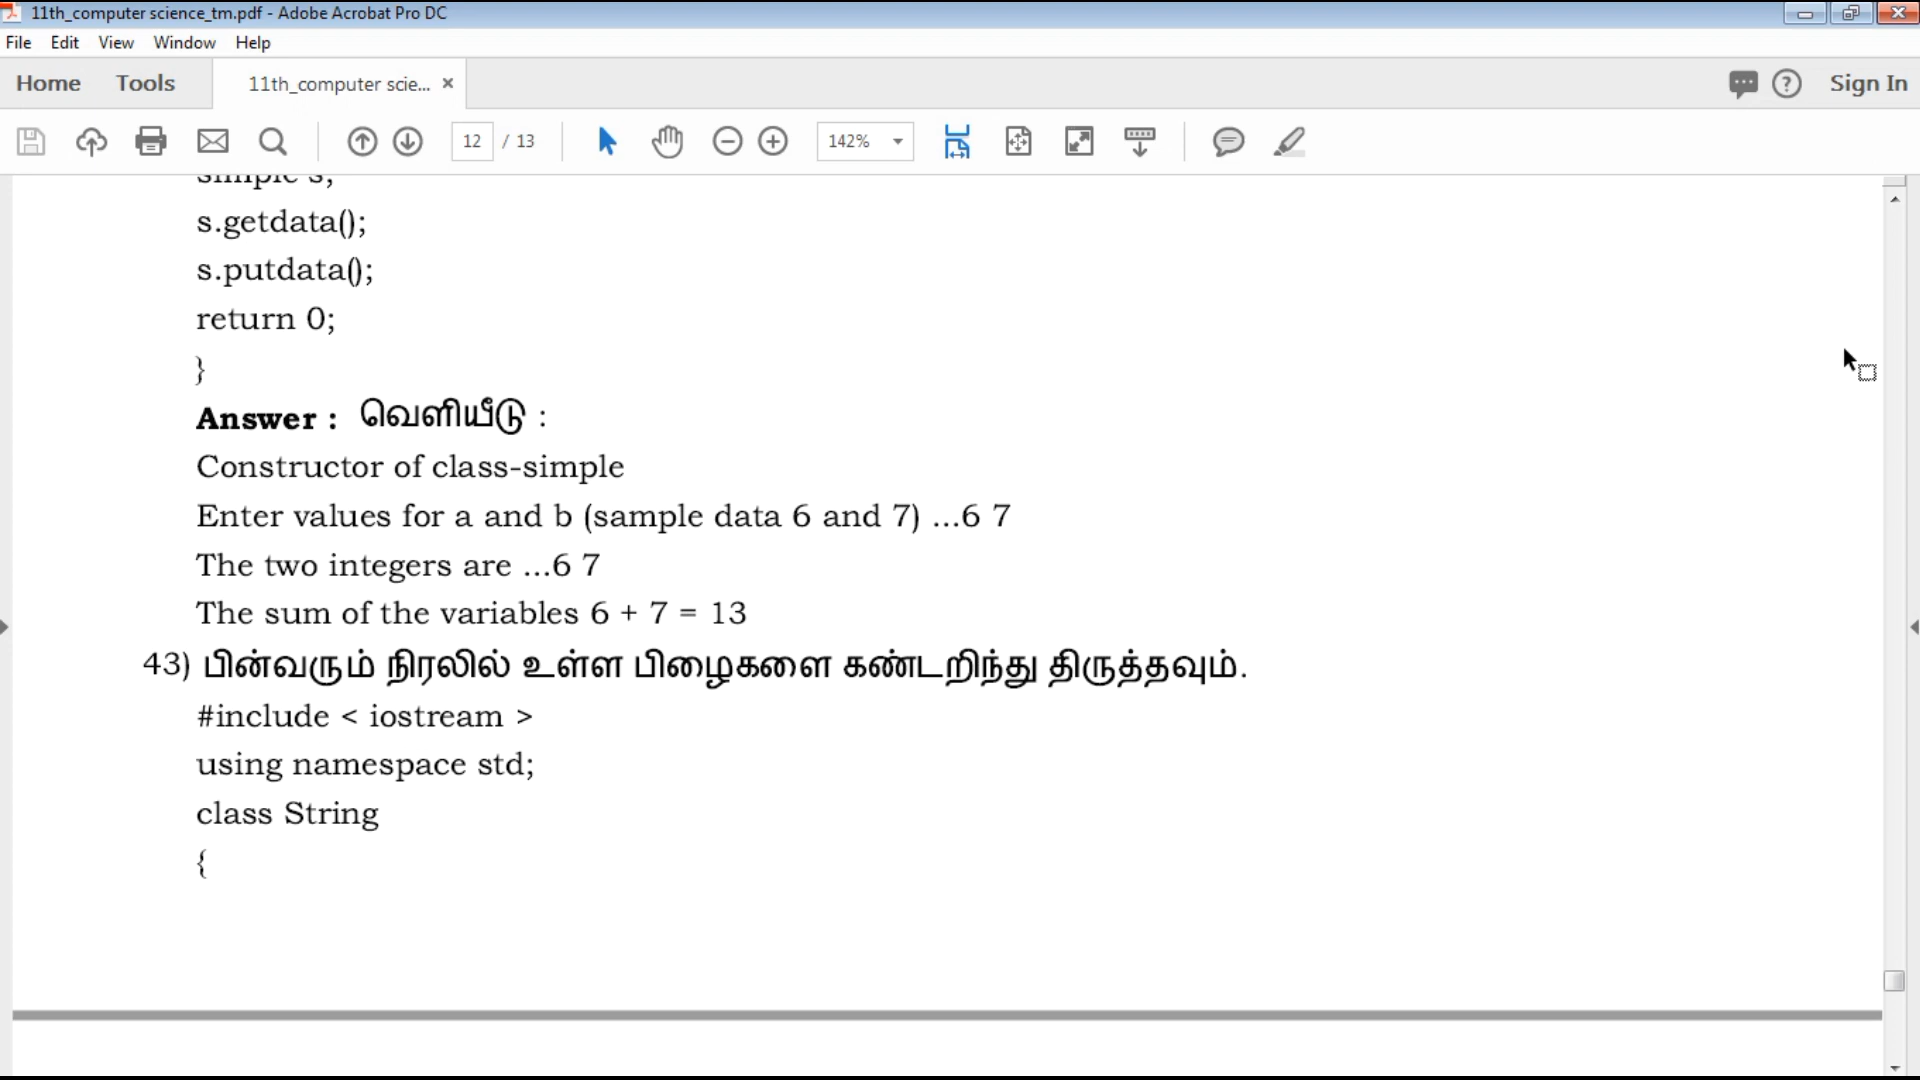 11th_computer science_tm.pdf - Adobe Acrobat Pro DC
File Edit View Window Help
Home Tools 11th_computer scie... × Sign In
12 / 13 142%
simple s;
s.getdata();
s.putdata();
return 0;
}
Answer : வெளியீடு :
Constructor of class-simple
Enter values for a and b (sample data 6 and 7) ...6 7
The two integers are ...6 7
The sum of the variables 6 + 7 = 13
43) பின்வரும் நிரலில் உள்ள பிழைகளை கண்டறிந்து திருத்தவும்.
#include < iostream >
using namespace std;
class String
{